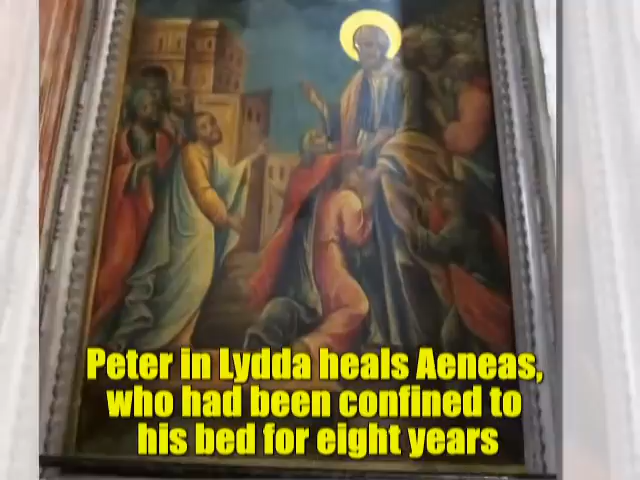 Peter in Lydda heals Aeneas,
who had been confined to
his bed for eight years